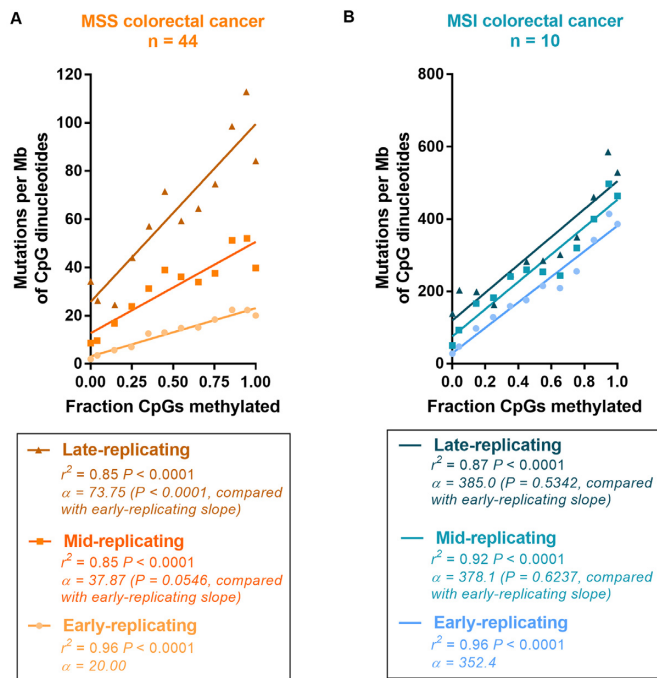 A
MSS colorectal cancer
n = 44
Mutations per Mb
of CpG dinucleotides
120
100
80
60
40
20
0
0.00 0.25 0.50 0.75 1.00
Fraction CpGs methylated
Late-replicating
r² = 0.85 P < 0.0001
α = 73.75 (P < 0.0001, compared
with early-replicating slope)
Mid-replicating
r² = 0.85 P < 0.0001
α = 37.87 (P = 0.0546, compared
with early-replicating slope)
Early-replicating
r² = 0.96 P < 0.0001
α = 20.00
B
MSI colorectal cancer
n = 10
Mutations per Mb
of CpG dinucleotides
800
600
400
200
0
0.0 0.2 0.4 0.6 0.8 1.0
Fraction CpGs methylated
Late-replicating
r² = 0.87 P < 0.0001
α = 385.0 (P = 0.5342, compared
with early-replicating slope)
Mid-replicating
r² = 0.92 P < 0.0001
α = 378.1 (P = 0.6237, compared
with early-replicating slope)
Early-replicating
r² = 0.96 P < 0.0001
α = 352.4